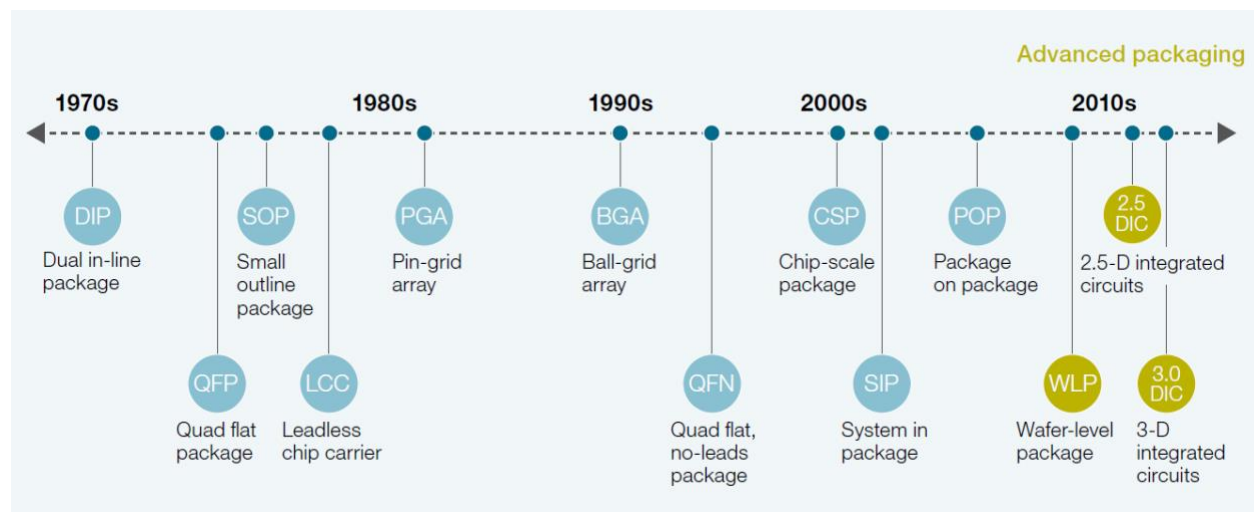 Advanced packaging
1970s
1980s
1990s
2000s
2010s
DIP
Dual in-line
package
SOP
Small
outline
package
PGA
Pin-grid
array
BGA
Ball-grid
array
CSP
Chip-scale
package
POP
Package
on package
2.5
DIC
2.5-D integrated
circuits
QFP
Quad flat
package
LCC
Leadless
chip carrier
QFN
Quad flat,
no-leads
package
SIP
System in
package
WLP
Wafer-level
package
3.0
DIC
3-D
integrated
circuits